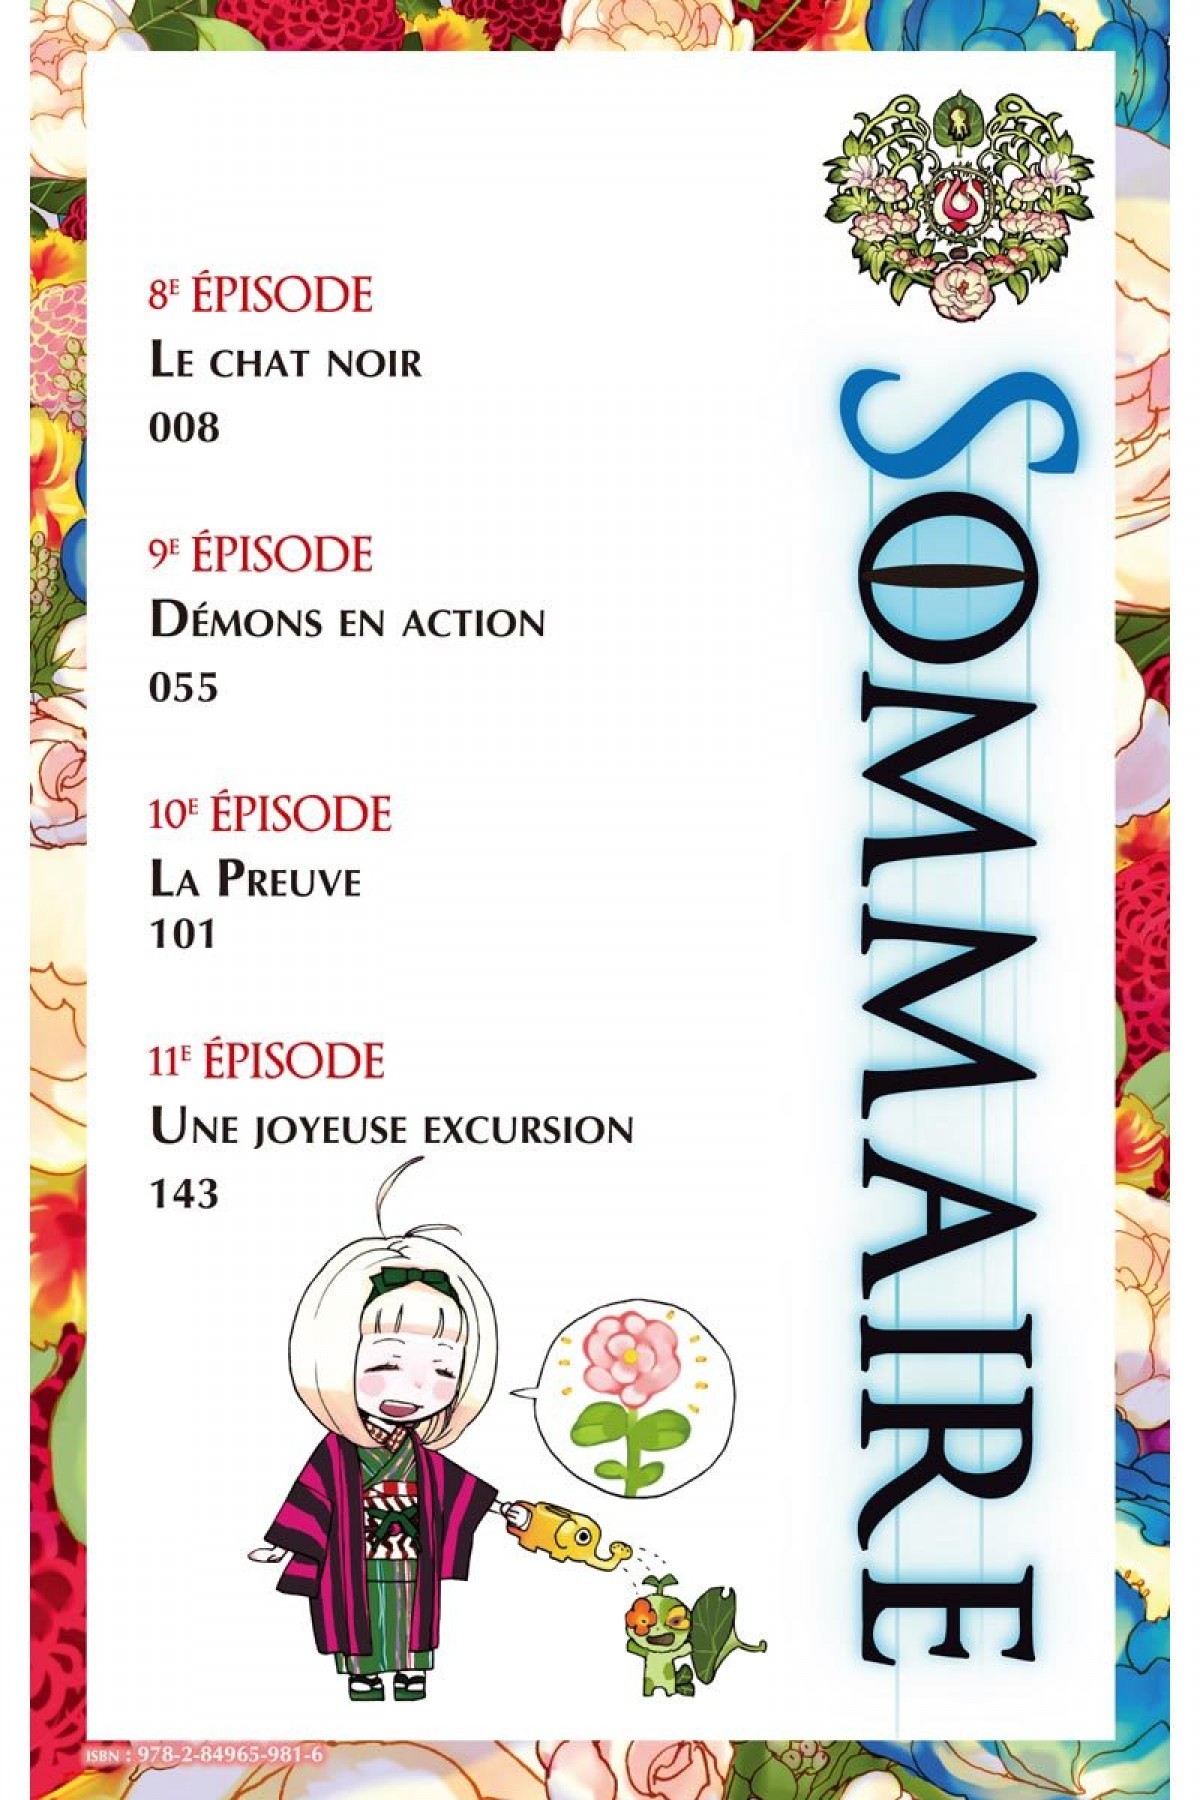 8E ÉPISODE
LE CHAT NOIR
008
9E ÉPISODE
DÉMONS EN ACTION
055
10E ÉPISODE
LA PREUVE
101
11E ÉPISODE
UNE JOYEUSE EXCURSION
143
SOMMAIRE
ISBN : 978-2-84965-981-6